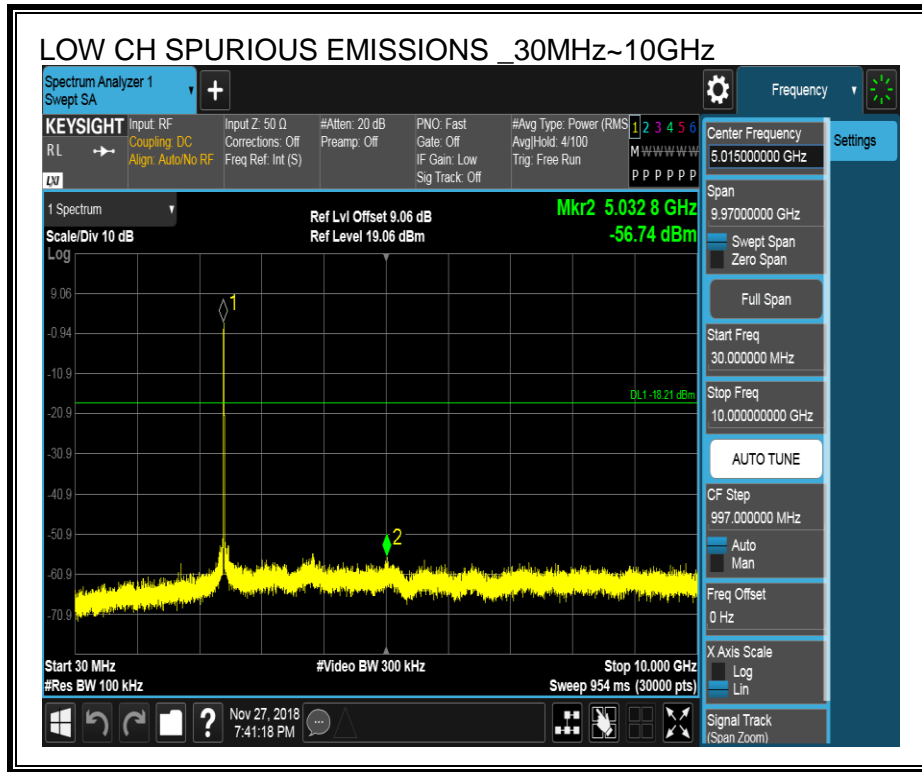 LOW CH SPURIOUS EMISSIONS _30MHz~10GHz
Spectrum Analyzer 1
Swept SA
+
Frequency
KEYSIGHT
RL
LXI
Input: RF
Coupling: DC
Align: Auto/No RF
Input Z: 50 Ω
Corrections: Off
Freq Ref: Int (S)
#Atten: 20 dB
Preamp: Off
PNO: Fast
Gate: Off
IF Gain: Low
Sig Track: Off
#Avg Type: Power (RMS
Avg|Hold: 4/100
Trig: Free Run
1 2 3 4 5 6
M W W W W W
P P P P P P
Center Frequency
5.015000000 GHz
Settings
1 Spectrum
Scale/Div 10 dB
Ref Lvl Offset 9.06 dB
Ref Level 19.06 dBm
Mkr2 5.032 8 GHz
-56.74 dBm
Log
9.06
-0.94
-10.9
-20.9
-30.9
-40.9
-50.9
-60.9
-70.9
1
DL1 -18.21 dBm
2
Start 30 MHz
#Res BW 100 kHz
#Video BW 300 kHz
Stop 10.000 GHz
Sweep 954 ms (30000 pts)
Span
9.97000000 GHz
Swept Span
Zero Span
Full Span
Start Freq
30.000000 MHz
Stop Freq
10.000000000 GHz
AUTO TUNE
CF Step
997.000000 MHz
Auto
Man
Freq Offset
0 Hz
X Axis Scale
Log
Lin
Signal Track
(Span Zoom)
?
Nov 27, 2018
7:41:18 PM